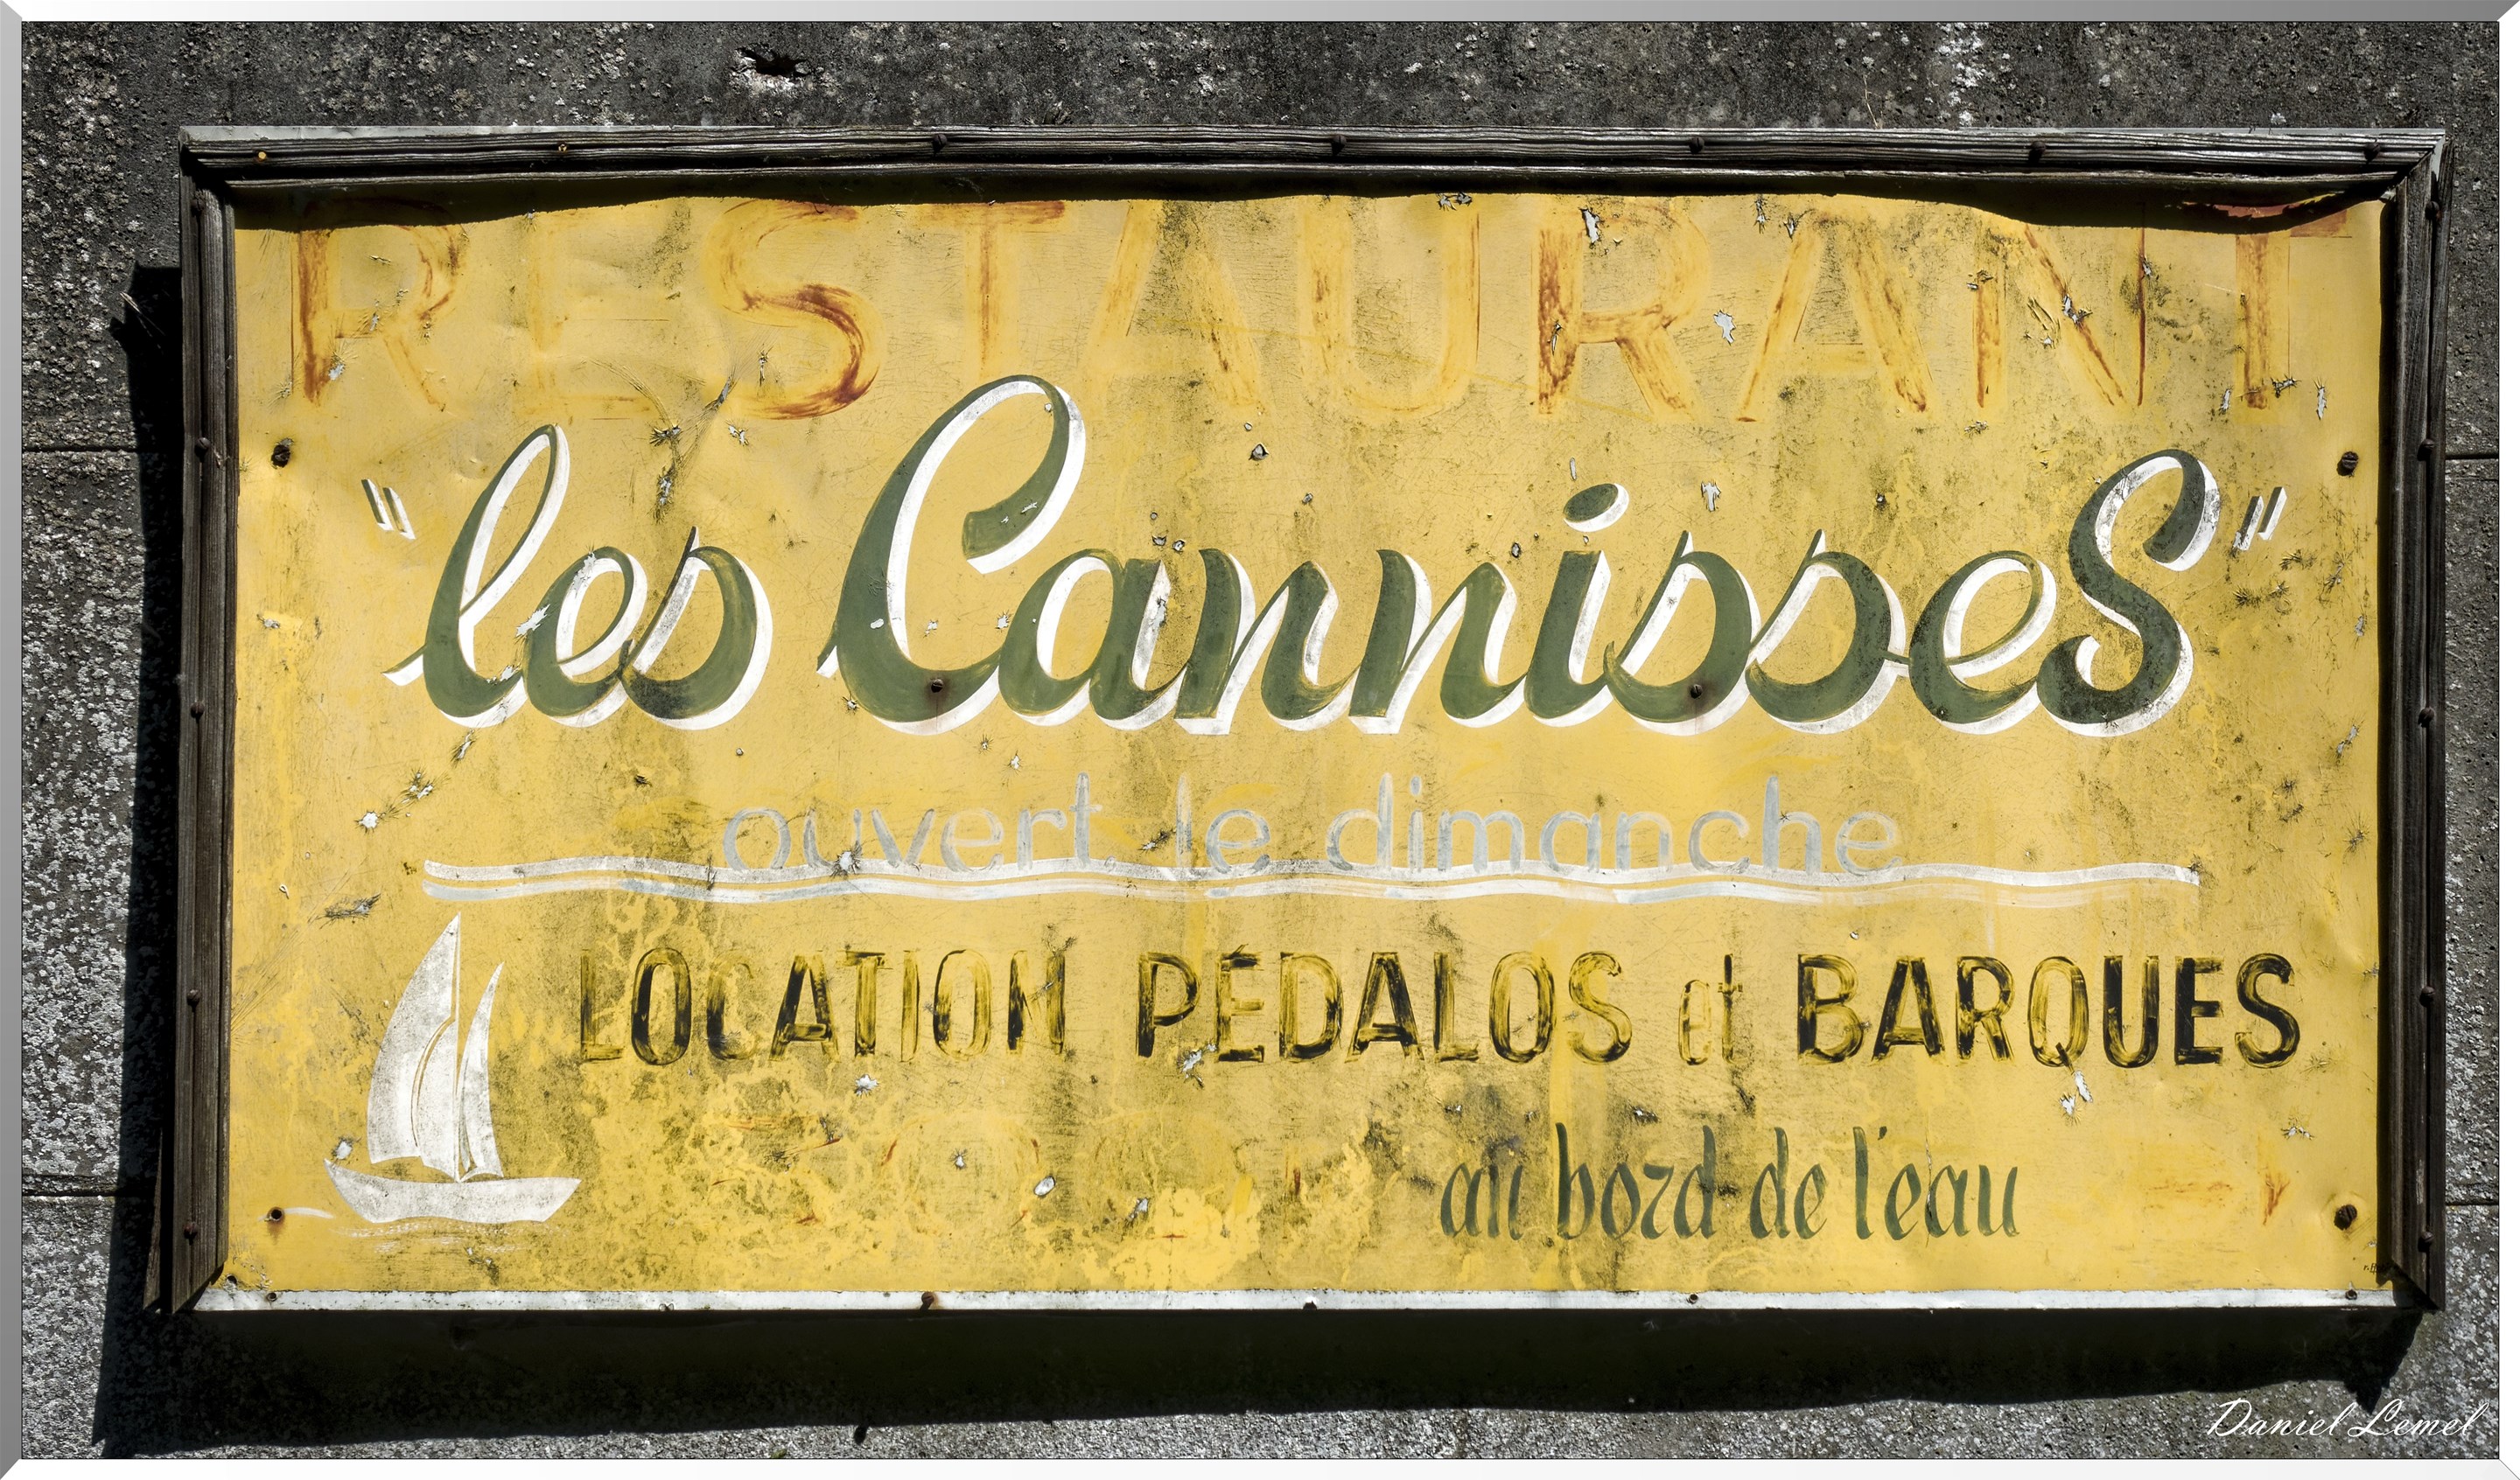 RESTAURANT
"les CannisseS"
ouvert le dimanche
LOCATION PÉDALOS et BARQUES
au bord de l'eau
Daniel Lemel